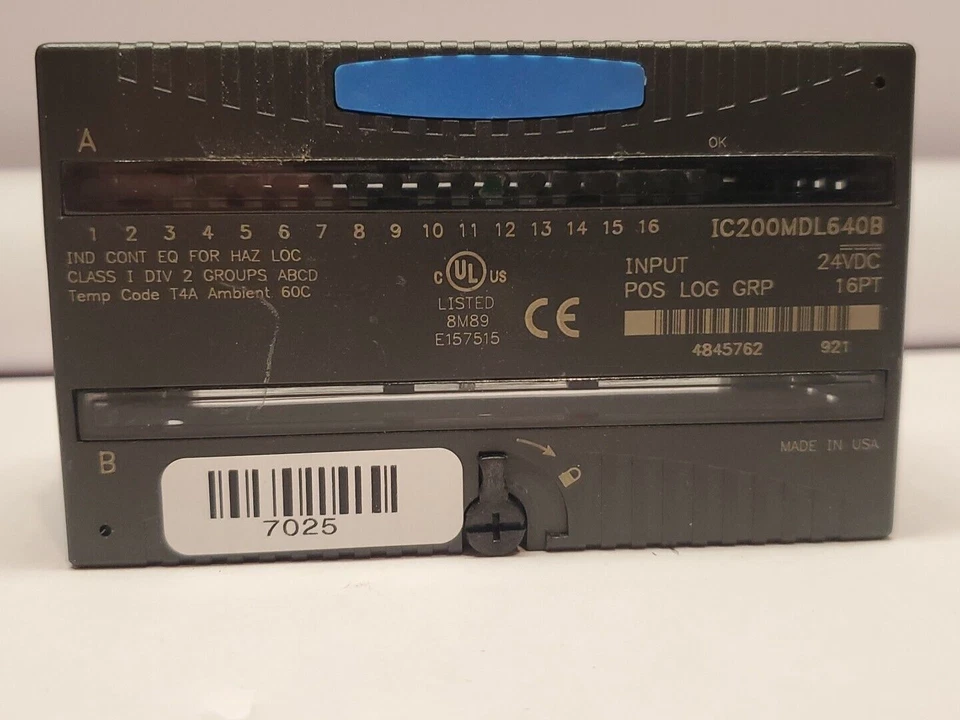 A
OK
1 2 3 4 5 6 7 8 9 10 11 12 13 14 15 16
IC200MDL640B
IND CONT EQ FOR HAZ LOC
CLASS I DIV 2 GROUPS ABCD
Temp Code T4A Ambient 60C
C UL US
LISTED
8M89
E157515
CE
INPUT 24VDC
POS LOG GRP 16PT
4845762 921
MADE IN USA
B
7025